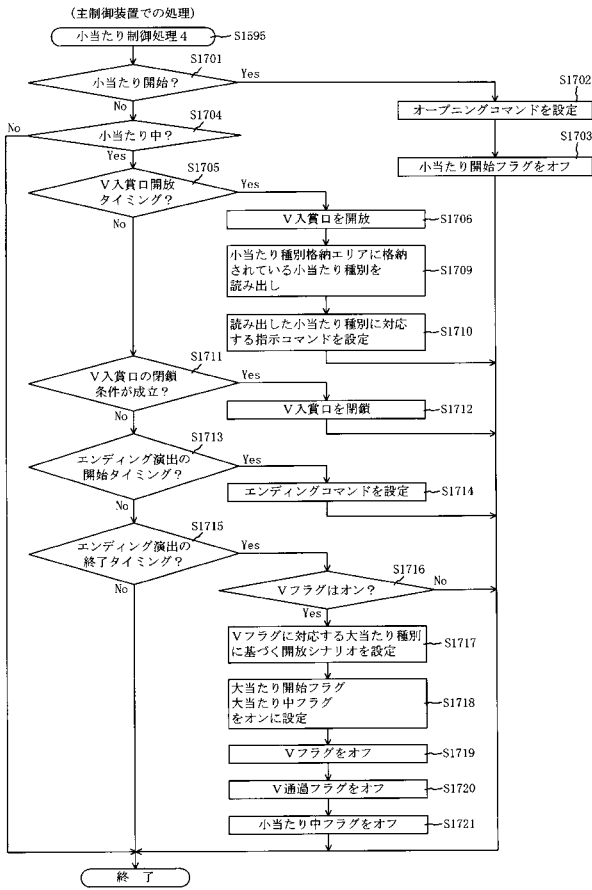 (主制御装置での処理)
小当たり制御処理4
S1595
小当たり開始?
S1701
Yes
No
オープニングコマンドを設定
S1702
小当たり開始フラグをオフ
S1703
小当たり中?
S1704
No
Yes
V入賞口開放
タイミング?
S1705
Yes
No
V入賞口を開放
S1706
小当たり種別格納エリアに格納
されている小当たり種別を
読み出し
S1709
読み出した小当たり種別に対応
する指示コマンドを設定
S1710
V入賞口の閉鎖
条件が成立?
S1711
Yes
No
V入賞口を閉鎖
S1712
エンディング演出の
開始タイミング?
S1713
Yes
No
エンディングコマンドを設定
S1714
エンディング演出の
終了タイミング?
S1715
Yes
No
Vフラグはオン?
S1716
No
Yes
Vフラグに対応する大当たり種別
に基づく開放シナリオを設定
S1717
大当たり開始フラグ
大当たり中フラグ
をオンに設定
S1718
Vフラグをオフ
S1719
V通過フラグをオフ
S1720
小当たり中フラグをオフ
S1721
終了